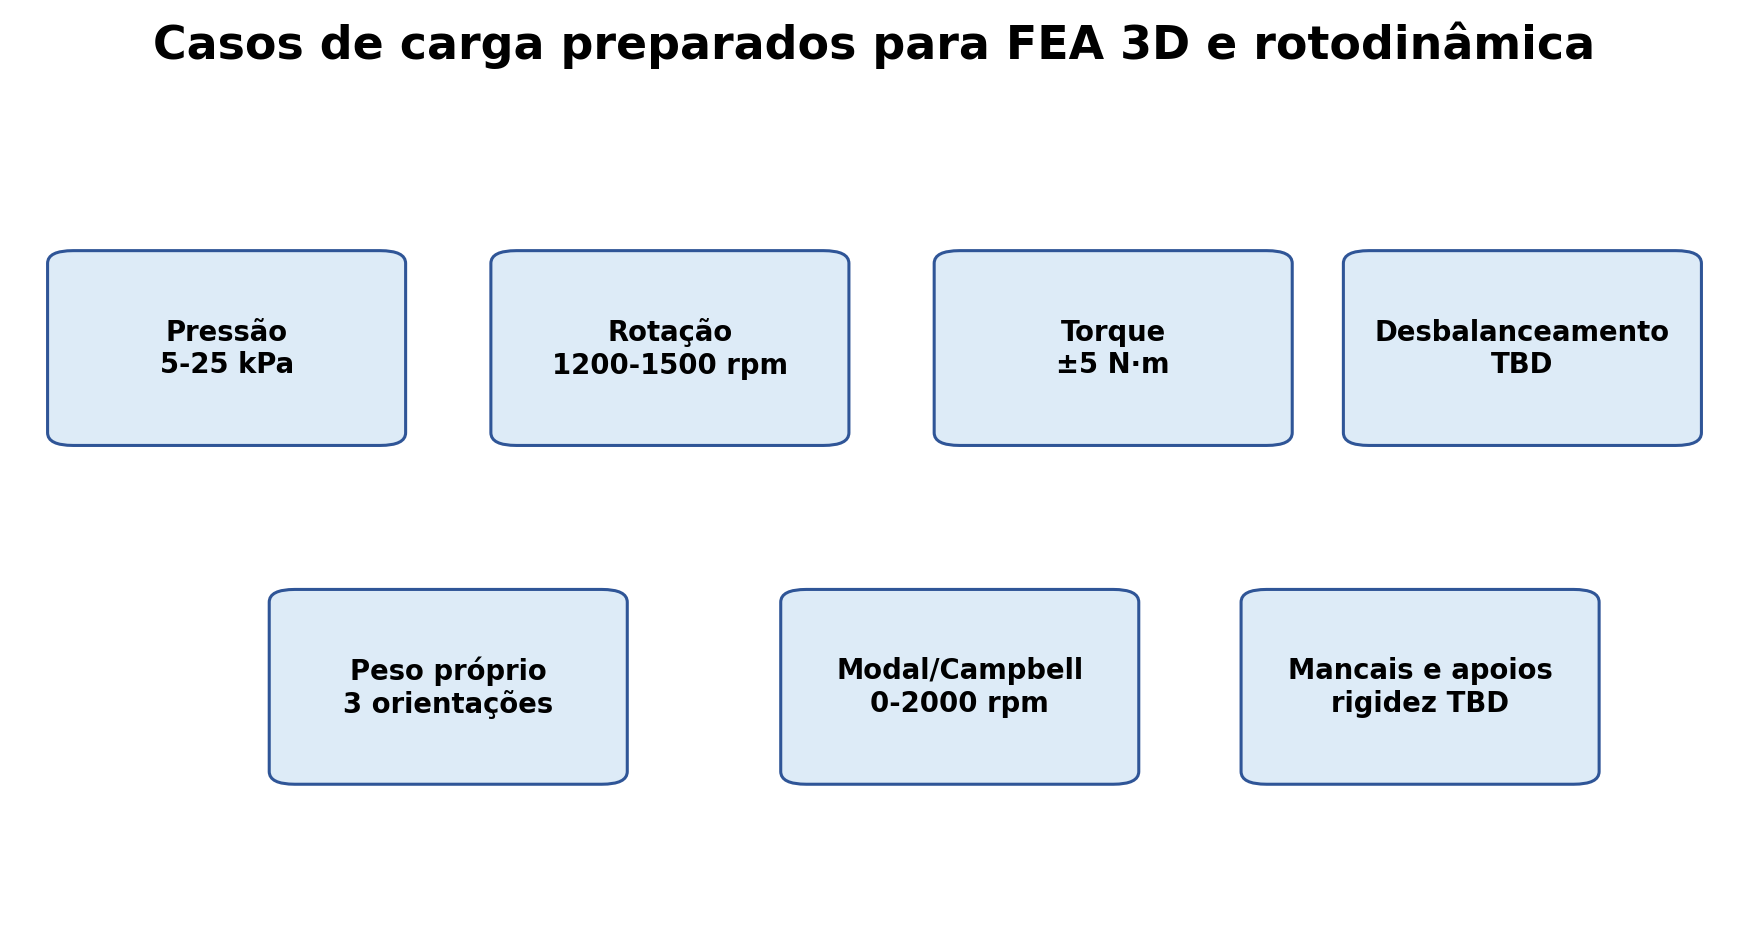 Casos de carga preparados para FEA 3D e rotodinâmica
Pressão
5-25 kPa
Rotação
1200-1500 rpm
Torque
±5 N·m
Desbalanceamento
TBD
Peso próprio
3 orientações
Modal/Campbell
0-2000 rpm
Mancais e apoios
rigidez TBD